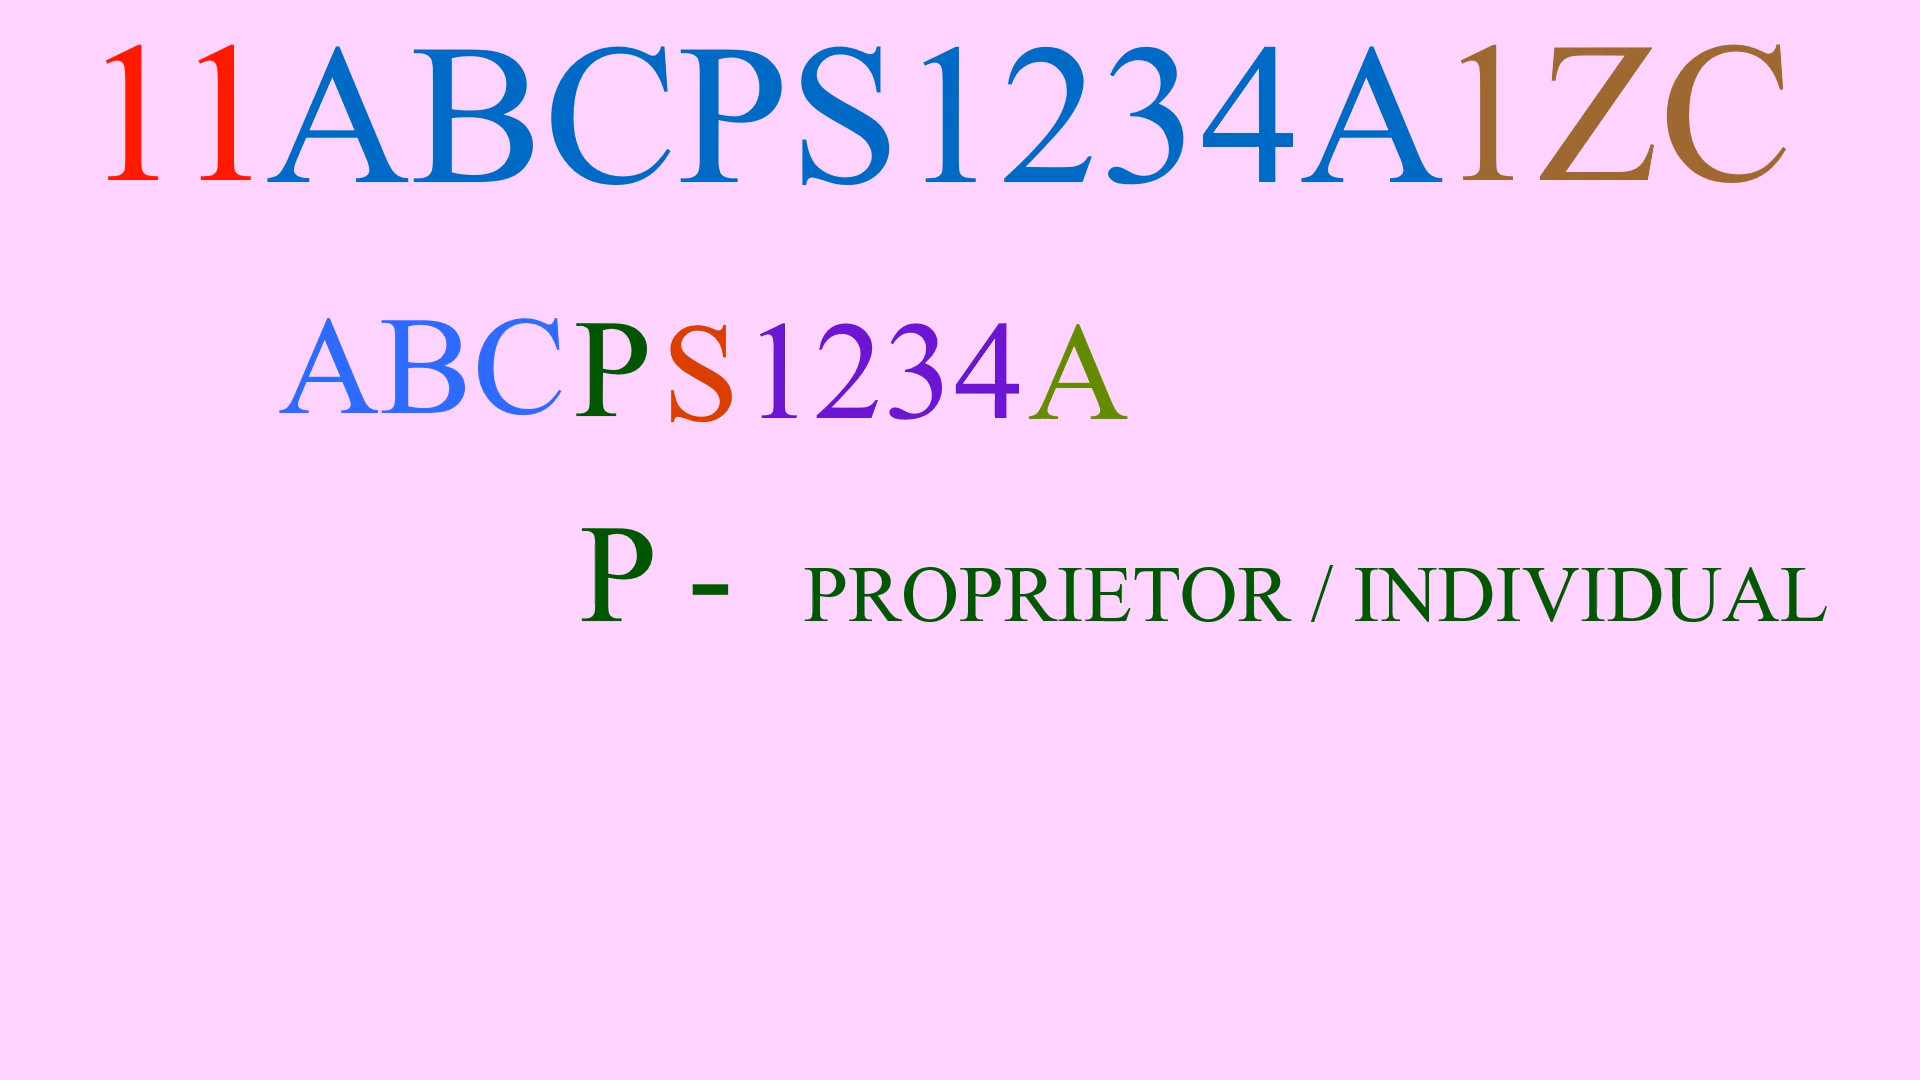 11ABCPS1234A1ZC
ABCPS1234A
P - PROPRIETOR / INDIVIDUAL